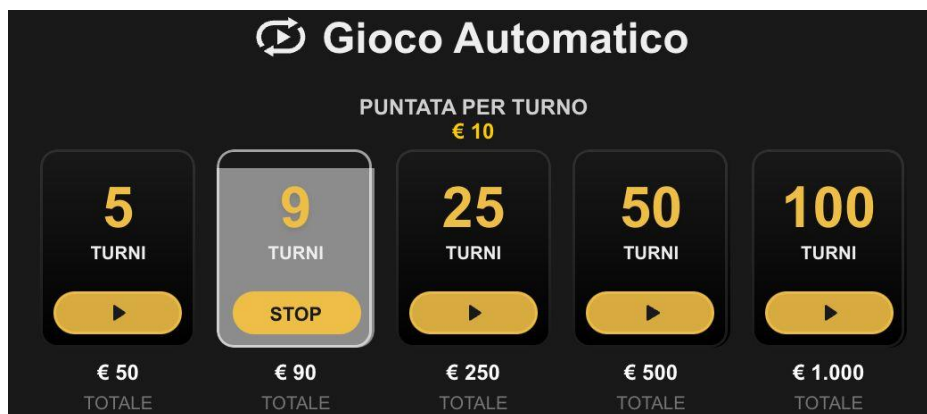 Gioco Automatico
PUNTATA PER TURNO
€ 10
5 9 25 50 100
TURNI TURNI TURNI TURNI TURNI
STOP
€ 50 € 90 € 250 € 500 € 1.000
TOTALE TOTALE TOTALE TOTALE TOTALE